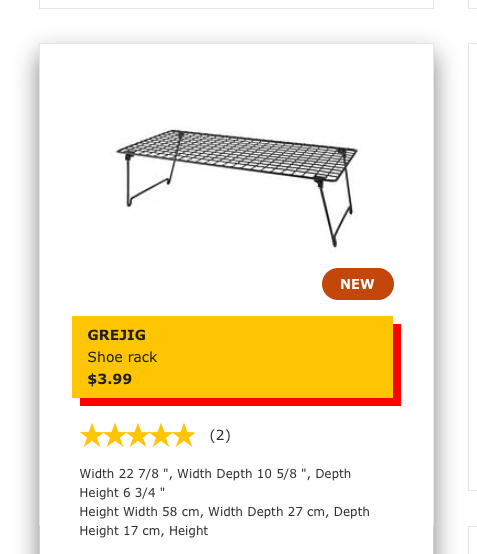 NEW
GREJIG
Shoe rack
$3.99
(2)
Width 22 7/8 ", Width Depth 10 5/8 ", Depth
Height 6 3/4 "
Height Width 58 cm, Width Depth 27 cm, Depth
Height 17 cm, Height